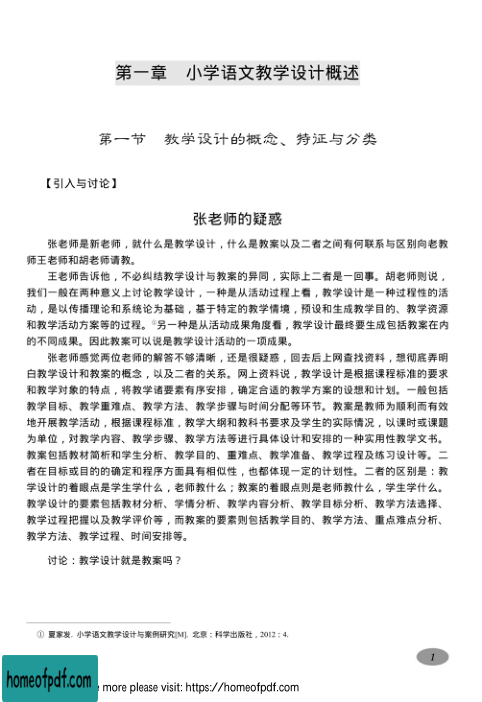 第一章　小学语文教学设计概述
第一节　教学设计的概念、特征与分类
【引入与讨论】
张老师的疑惑
张老师是新老师，就什么是教学设计，什么是教案以及二者之间有何联系与区别向老教
师王老师和胡老师请教。
王老师告诉他，不必纠结教学设计与教案的异同，实际上二者是一回事。胡老师则说，
我们一般在两种意义上讨论教学设计，一种是从活动过程上看，教学设计是一种过程性的活
动，是以传播理论和系统论为基础，基于特定的教学情境，预设和生成教学目的、教学资源
和教学活动方案等的过程。①另一种是从活动成果角度看，教学设计最终要生成包括教案在内
的不同成果。因此教案可以说是教学设计活动的一项成果。
张老师感觉两位老师的解答不够清晰，还是很疑惑，回去后上网查找资料，想彻底弄明
白教学设计和教案的概念，以及二者的关系。网上资料说，教学设计是根据课程标准的要求
和教学对象的特点，将教学诸要素有序安排，确定合适的教学方案的设想和计划。一般包括
教学目标、教学重难点、教学方法、教学步骤与时间分配等环节。教案是教师为顺利而有效
地开展教学活动，根据课程标准，教学大纲和教科书要求及学生的实际情况，以课时或课题
为单位，对教学内容、教学步骤、教学方法等进行具体设计和安排的一种实用性教学文书。
教案包括教材简析和学生分析、教学目的、重难点、教学准备、教学过程及练习设计等。二
者在目标或目的的确定和程序方面具有相似性，也都体现一定的计划性。二者的区别是：教
学设计的着眼点是学生学什么，老师教什么；教案的着眼点则是老师教什么，学生学什么。
教学设计的要素包括教材分析、学情分析、教学内容分析、教学目标分析、教学方法选择、
教学过程把握以及教学评价等，而教案的要素则包括教学目的、教学方法、重点难点分析、
教学方法、教学过程、时间安排等。
讨论：教学设计就是教案吗？
① 夏家发. 小学语文教学设计与案例研究[M]. 北京：科学出版社，2012：4.
1
homeofpdf.com
more please visit: https://homeofpdf.com